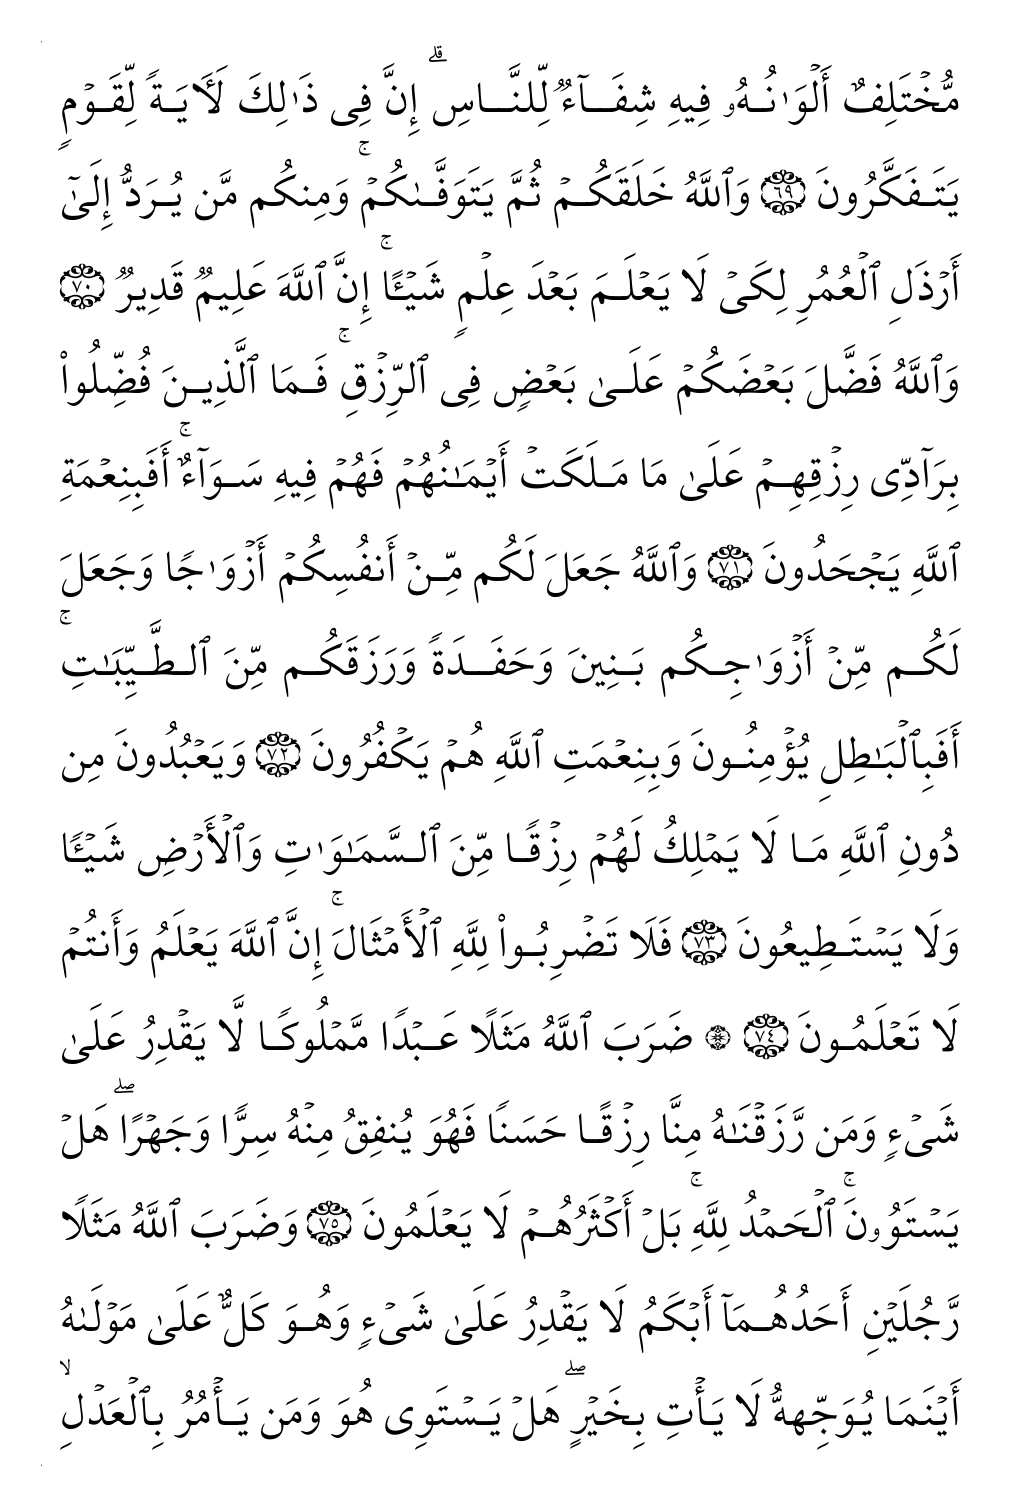 مُّخْتَلِفٌ أَلْوَٰنُهُۥ فِيهِ شِفَآءٌ لِّلنَّاسِ ۗ إِنَّ فِى ذَٰلِكَ لَـَٔايَةً لِّقَوْمٍ
يَتَفَكَّرُونَ ٦٩ وَٱللَّهُ خَلَقَكُمْ ثُمَّ يَتَوَفَّىٰكُمْ ۚ وَمِنكُم مَّن يُرَدُّ إِلَىٰٓ
أَرْذَلِ ٱلْعُمُرِ لِكَىْ لَا يَعْلَمَ بَعْدَ عِلْمٍ شَيْـًٔا ۚ إِنَّ ٱللَّهَ عَلِيمٌ قَدِيرٌ ٧٠
وَٱللَّهُ فَضَّلَ بَعْضَكُمْ عَلَىٰ بَعْضٍ فِى ٱلرِّزْقِ ۚ فَمَا ٱلَّذِينَ فُضِّلُوا۟
بِرَآدِّى رِزْقِهِمْ عَلَىٰ مَا مَلَكَتْ أَيْمَـٰنُهُمْ فَهُمْ فِيهِ سَوَآءٌ ۚ أَفَبِنِعْمَةِ
ٱللَّهِ يَجْحَدُونَ ٧١ وَٱللَّهُ جَعَلَ لَكُم مِّنْ أَنفُسِكُمْ أَزْوَٰجًا وَجَعَلَ
لَكُم مِّنْ أَزْوَٰجِكُم بَنِينَ وَحَفَدَةً وَرَزَقَكُم مِّنَ ٱلطَّيِّبَـٰتِ ۚ
أَفَبِٱلْبَـٰطِلِ يُؤْمِنُونَ وَبِنِعْمَتِ ٱللَّهِ هُمْ يَكْفُرُونَ ٧٢ وَيَعْبُدُونَ مِن
دُونِ ٱللَّهِ مَا لَا يَمْلِكُ لَهُمْ رِزْقًا مِّنَ ٱلسَّمَـٰوَٰتِ وَٱلْأَرْضِ شَيْـًٔا
وَلَا يَسْتَطِيعُونَ ٧٣ فَلَا تَضْرِبُوا۟ لِلَّهِ ٱلْأَمْثَالَ ۚ إِنَّ ٱللَّهَ يَعْلَمُ وَأَنتُمْ
لَا تَعْلَمُونَ ٧٤ ۞ ضَرَبَ ٱللَّهُ مَثَلًا عَبْدًا مَّمْلُوكًا لَّا يَقْدِرُ عَلَىٰ
شَىْءٍ وَمَن رَّزَقْنَـٰهُ مِنَّا رِزْقًا حَسَنًا فَهُوَ يُنفِقُ مِنْهُ سِرًّا وَجَهْرًا ۖ هَلْ
يَسْتَوُۥنَ ۚ ٱلْحَمْدُ لِلَّهِ ۚ بَلْ أَكْثَرُهُمْ لَا يَعْلَمُونَ ٧٥ وَضَرَبَ ٱللَّهُ مَثَلًا
رَّجُلَيْنِ أَحَدُهُمَآ أَبْكَمُ لَا يَقْدِرُ عَلَىٰ شَىْءٍ وَهُوَ كَلٌّ عَلَىٰ مَوْلَىٰهُ
أَيْنَمَا يُوَجِّههُّ لَا يَأْتِ بِخَيْرٍ ۖ هَلْ يَسْتَوِى هُوَ وَمَن يَأْمُرُ بِٱلْعَدْلِ ۙ